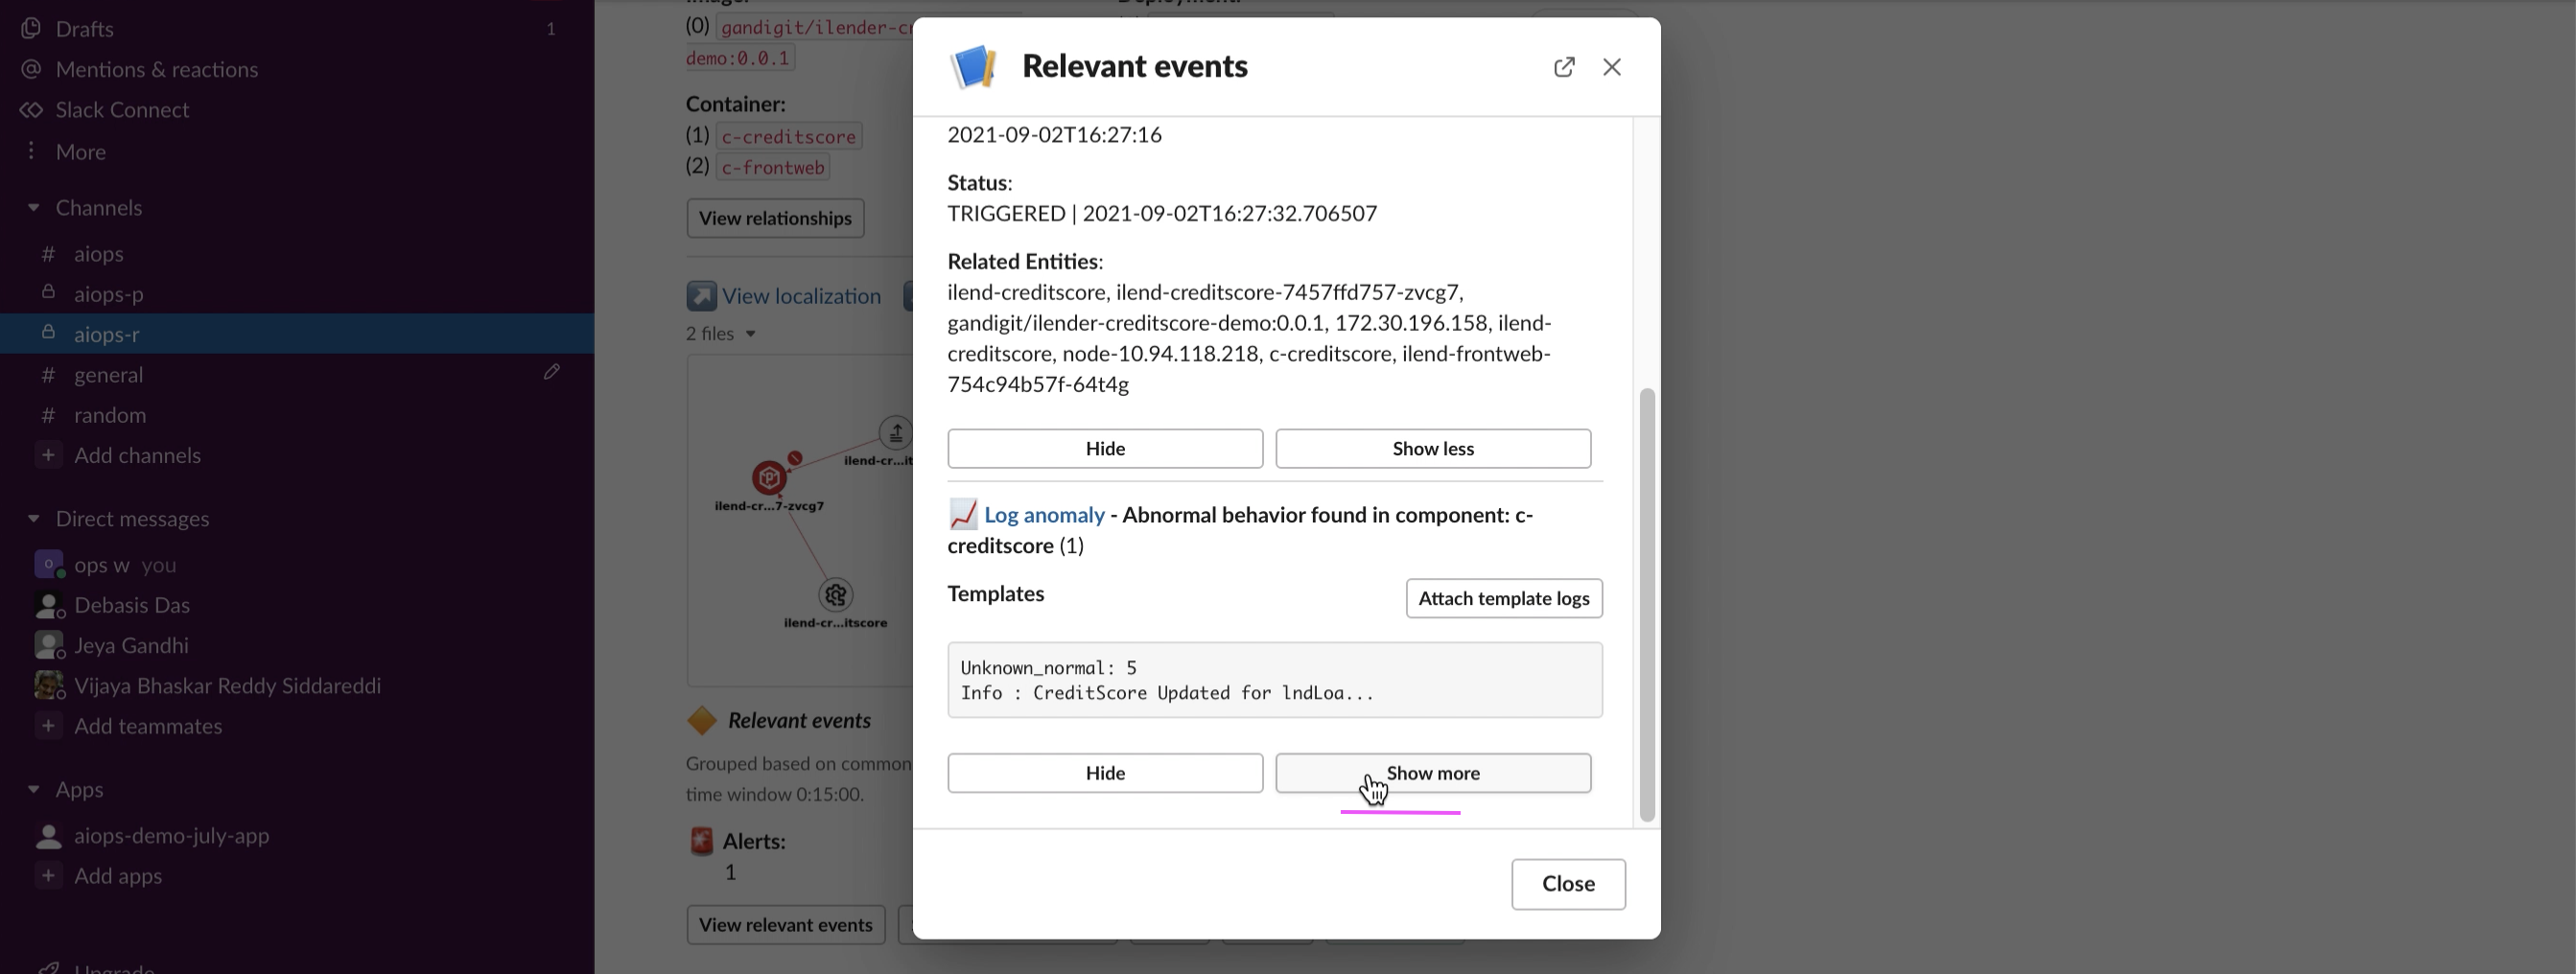 Drafts 1
Mentions & reactions
Slack Connect
More
Channels
# aiops
aiops-p
aiops-r
# general
# random
+ Add channels
Direct messages
ops w you
Debasis Das
Jeya Gandhi
Vijaya Bhaskar Reddy Siddareddi
+ Add teammates
Apps
aiops-demo-july-app
+ Add apps
Upgrade
(0) gandigit/ilender-cr
demo:0.0.1
Container:
(1) c-creditscore
(2) c-frontweb
View relationships
View localization
2 files
ilend-cr...it
ilend-cr...7-zvcg7
ilend-cr...itscore
Relevant events
Grouped based on common
time window 0:15:00.
Alerts:
1
View relevant events
Relevant events
2021-09-02T16:27:16
Status:
TRIGGERED | 2021-09-02T16:27:32.706507
Related Entities:
ilend-creditscore, ilend-creditscore-7457ffd757-zvcg7,
gandigit/ilender-creditscore-demo:0.0.1, 172.30.196.158, ilend-
creditscore, node-10.94.118.218, c-creditscore, ilend-frontweb-
754c94b57f-64t4g
Hide Show less
Log anomaly - Abnormal behavior found in component: c-
creditscore (1)
Templates Attach template logs
Unknown_normal: 5
Info : CreditScore Updated for lndLoa...
Hide Show more
Close